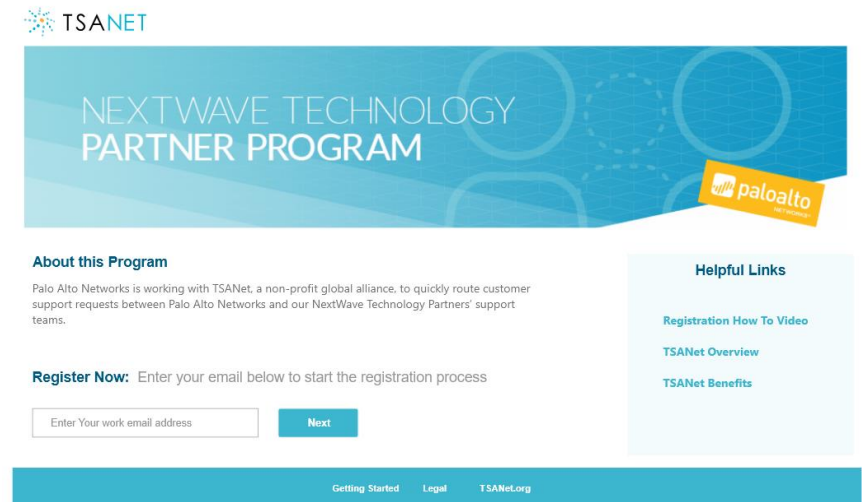 TSANET
NEXTWAVE TECHNOLOGY
PARTNER PROGRAM
paloalto
NETWORKS
About this Program
Palo Alto Networks is working with TSANet, a non-profit global alliance, to quickly route customer
support requests between Palo Alto Networks and our NextWave Technology Partners' support
teams.
Register Now: Enter your email below to start the registration process
Enter Your work email address
Next
Helpful Links
Registration How To Video
TSANet Overview
TSANet Benefits
Getting Started Legal TSANet.org